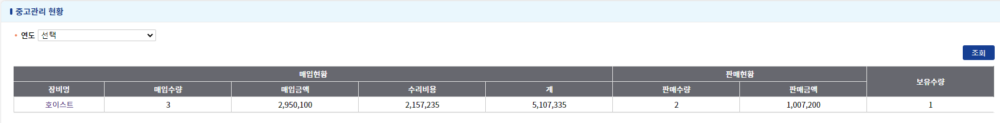 중고관리 현황
연도 선택
조회
매입현황 판매현황 보유수량
장비명 매입수량 매입금액 수리비용 계 판매수량 판매금액
호이스트 3 2,950,100 2,157,235 5,107,335 2 1,007,200 1